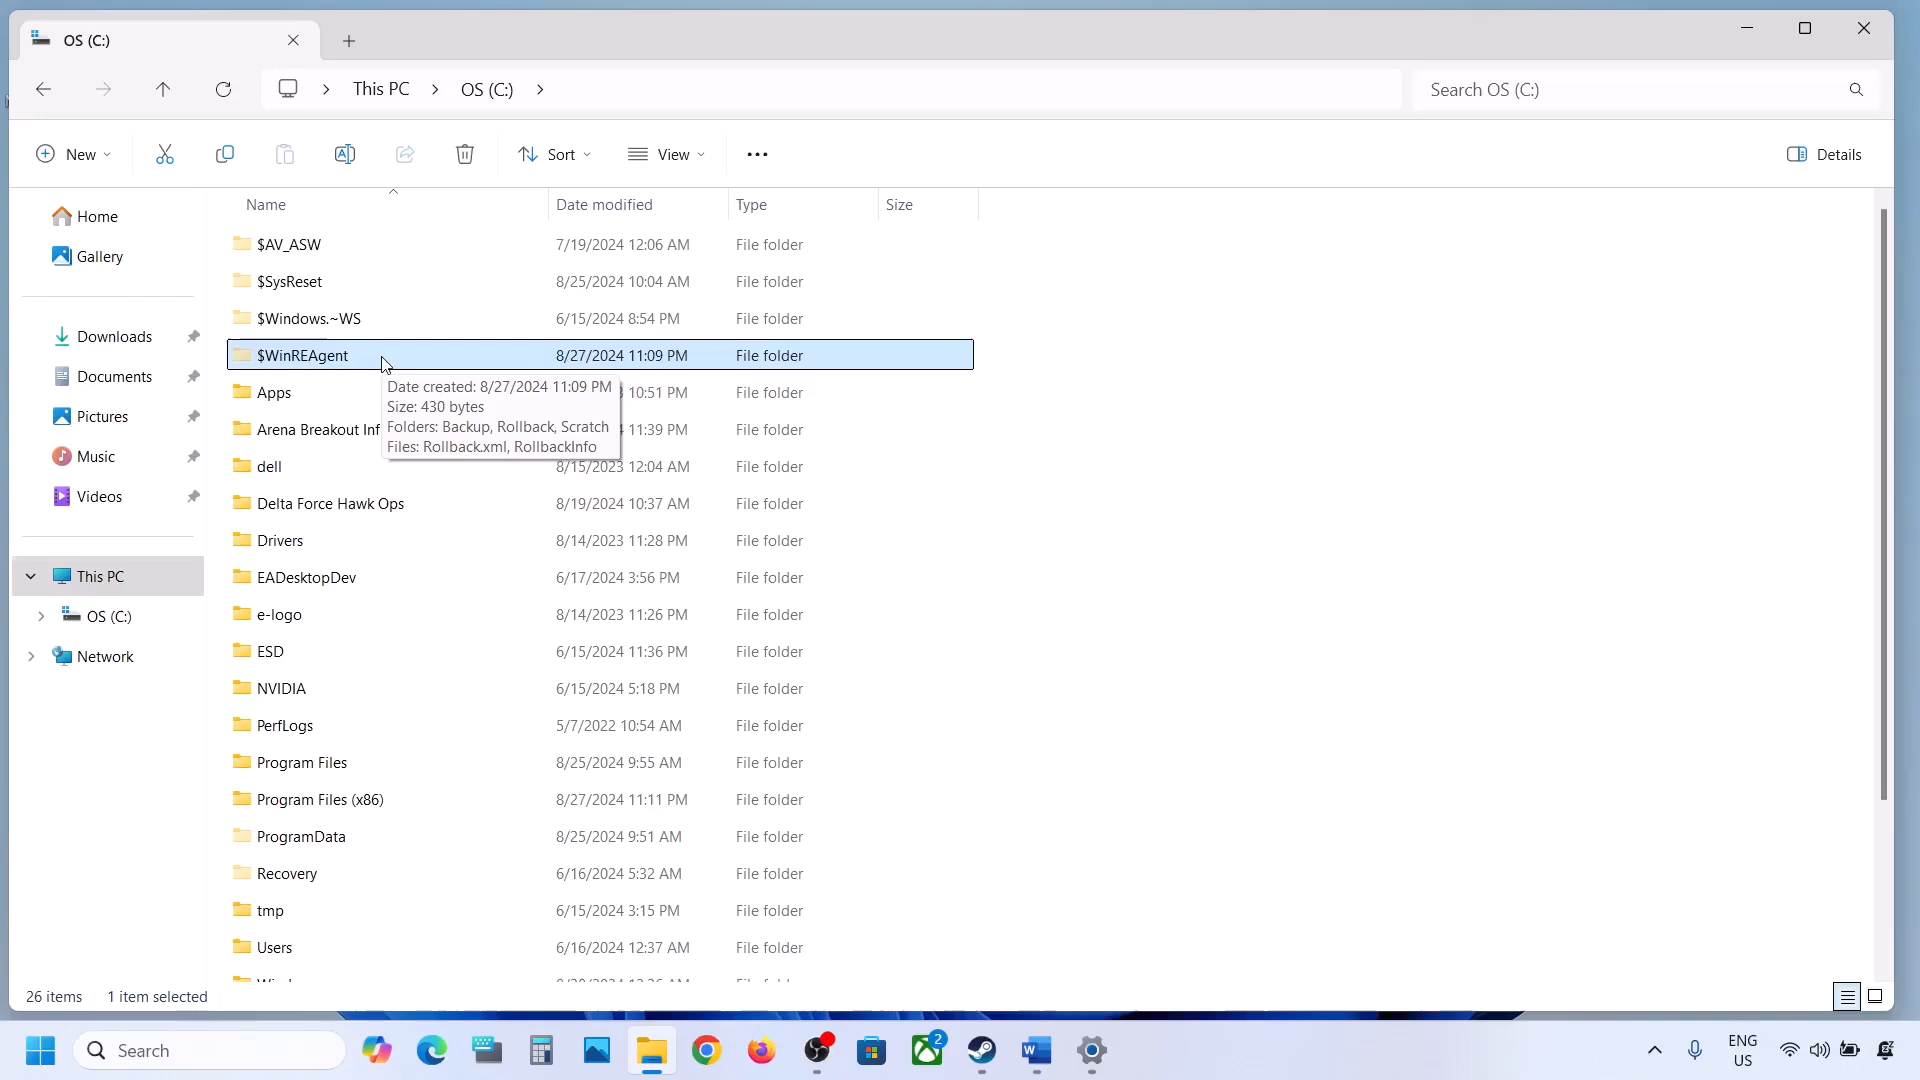 OS (C:)
This PC
OS (C:)
Search OS (C:)
New
Sort
View
Details
Name
Date modified
Type
Size
Home
Gallery
Downloads
Documents
Pictures
Music
Videos
This PC
OS (C:)
Network
$AV_ASW 7/19/2024 12:06 AM File folder
$SysReset 8/25/2024 10:04 AM File folder
$Windows.~WS 6/15/2024 8:54 PM File folder
$WinREAgent 8/27/2024 11:09 PM File folder
Apps 10:51 PM File folder
Arena Breakout 11:39 PM File folder
dell 8/15/2023 12:04 AM File folder
Date created: 8/27/2024 11:09 PM
Size: 430 bytes
Folders: Backup, Rollback, Scratch
Files: Rollback.xml, RollbackInfo
Delta Force Hawk Ops 8/19/2024 10:37 AM File folder
Drivers 8/14/2023 11:28 PM File folder
EADesktopDev 6/17/2024 3:56 PM File folder
e-logo 8/14/2023 11:26 PM File folder
ESD 6/15/2024 11:36 PM File folder
NVIDIA 6/15/2024 5:18 PM File folder
PerfLogs 5/7/2022 10:54 AM File folder
Program Files 8/25/2024 9:55 AM File folder
Program Files (x86) 8/27/2024 11:11 PM File folder
ProgramData 8/25/2024 9:51 AM File folder
Recovery 6/16/2024 5:32 AM File folder
tmp 6/15/2024 3:15 PM File folder
Users 6/16/2024 12:37 AM File folder
26 items 1 item selected
Search
2
ENG
US